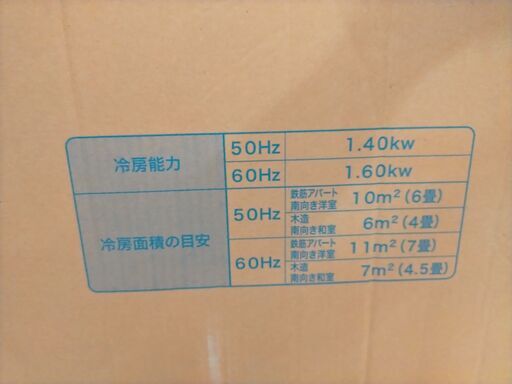 冷房能力
50Hz 1.40kw
60Hz 1.60kw
冷房面積の目安
50Hz
鉄筋アパート
南向き洋室 10m²(6畳)
木造
南向き和室 6m²(4畳)
60Hz
鉄筋アパート
南向き洋室 11m²(7畳)
木造
南向き和室 7m²(4.5畳)